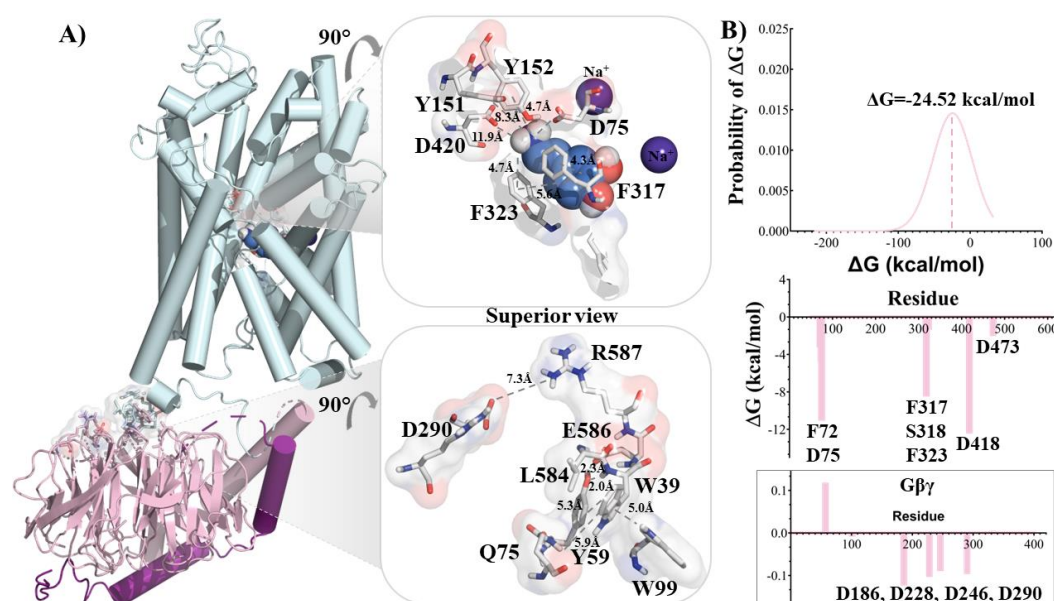 A)
90°
Y152
Na⁺
Y151
4.7Å
8.3Å
D75
D420
11.9Å
Na⁺
4.7Å
4.3Å
F317
F323
5.6Å
Superior view
90°
R587
7.3Å
D290
E586
L584
2.3Å
2.0Å
W39
5.3Å
5.0Å
Q75
5.9Å
Y59
W99
B)
Probability of ΔG
0.025
0.020
0.015
0.010
0.005
0.000
ΔG=-24.52 kcal/mol
-200 -100 0 100
ΔG (kcal/mol)
Residue
ΔG (kcal/mol)
0
-4
-8
-12
100 200 300 400 500 600
D473
F317
F72 S318 D418
D75 F323
Gβγ
Residue
0.1
0.0
-0.1
100 200 300 400
D186, D228, D246, D290